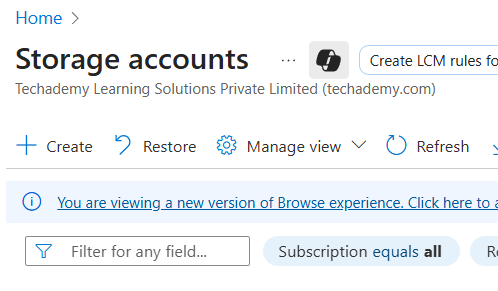 Home >
Storage accounts ...
Create LCM rules fo
Techademy Learning Solutions Private Limited (techademy.com)
+ Create Restore Manage view Refresh
You are viewing a new version of Browse experience. Click here to a
Filter for any field... Subscription equals all Re